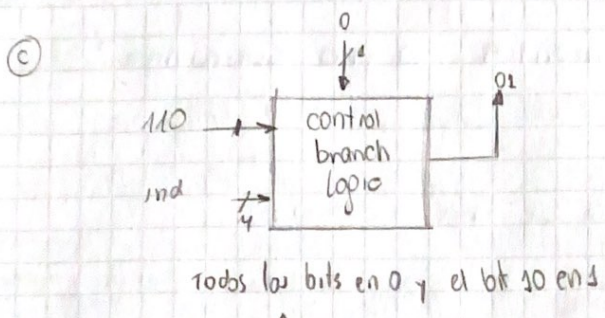 C
0
1
01
110
control
branch
logic
ind
4
Todos los bits en 0 y el bit 10 en 1